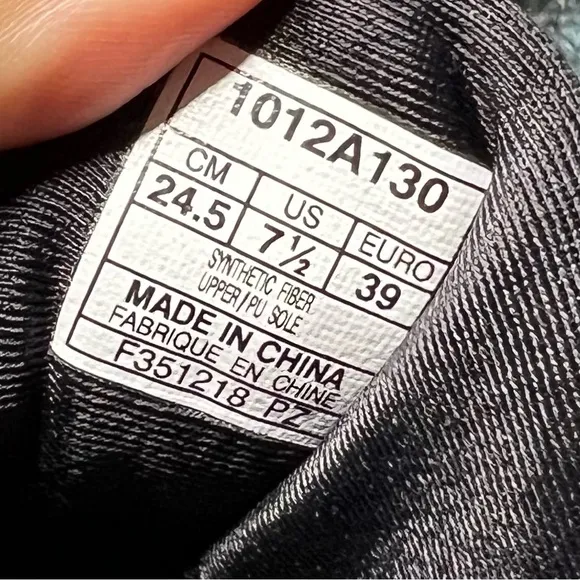 1012A130
CM US EURO
24.5 7½ 39
SYNTHETIC FIBER
UPPER/PU SOLE
MADE IN CHINA
FABRIQUE EN CHINE
F351218 PZ